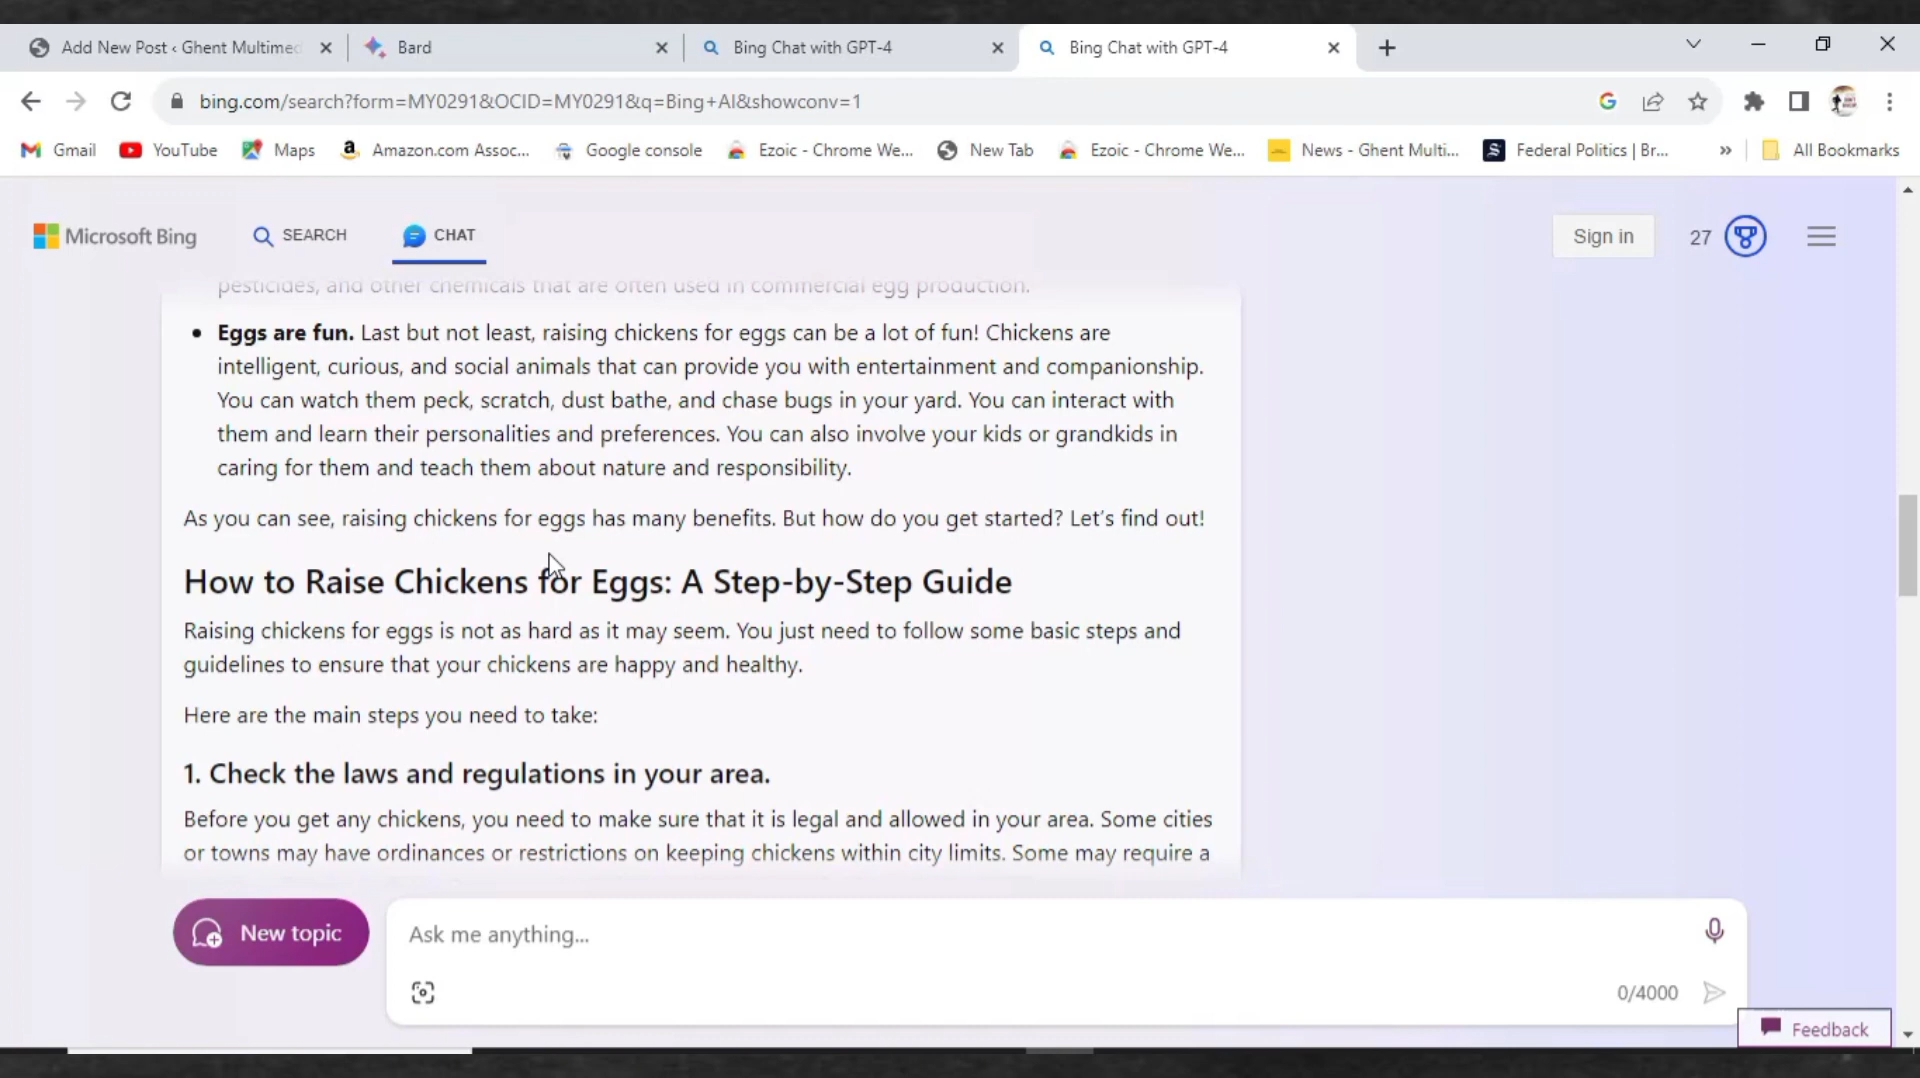 Add New Post ‹ Ghent Multimed
Bard
Bing Chat with GPT-4
Bing Chat with GPT-4
bing.com/search?form=MY0291&OCID=MY0291&q=Bing+AI&showconv=1
Gmail
YouTube
Maps
Amazon.com Assoc...
Google console
Ezoic - Chrome We...
New Tab
Ezoic - Chrome We...
News - Ghent Multi...
Federal Politics | Br...
»
All Bookmarks
Microsoft Bing
SEARCH
CHAT
Sign in
27
pesticides, and other chemicals that are often used in commercial egg production.
• Eggs are fun. Last but not least, raising chickens for eggs can be a lot of fun! Chickens are
intelligent, curious, and social animals that can provide you with entertainment and companionship.
You can watch them peck, scratch, dust bathe, and chase bugs in your yard. You can interact with
them and learn their personalities and preferences. You can also involve your kids or grandkids in
caring for them and teach them about nature and responsibility.
As you can see, raising chickens for eggs has many benefits. But how do you get started? Let's find out!
How to Raise Chickens for Eggs: A Step-by-Step Guide
Raising chickens for eggs is not as hard as it may seem. You just need to follow some basic steps and
guidelines to ensure that your chickens are happy and healthy.
Here are the main steps you need to take:
1. Check the laws and regulations in your area.
Before you get any chickens, you need to make sure that it is legal and allowed in your area. Some cities
or towns may have ordinances or restrictions on keeping chickens within city limits. Some may require a
New topic
Ask me anything...
0/4000
Feedback